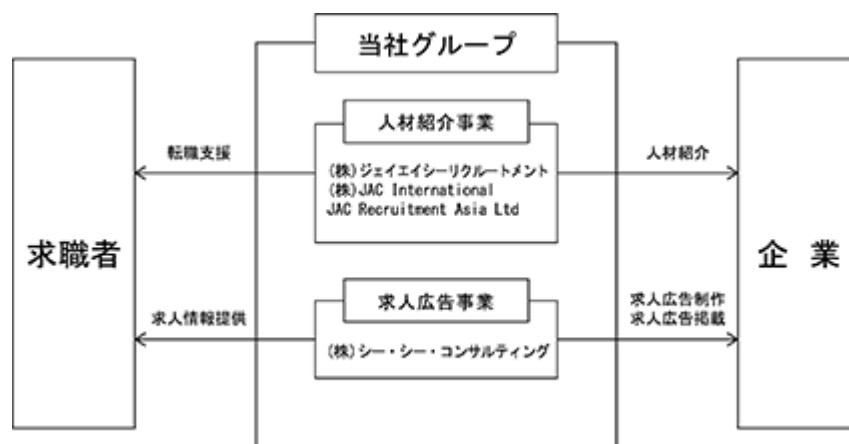 当社グループ
人材紹介事業
転職支援
人材紹介
(株)ジェイエイシーリクルートメント
(株)JAC International
JAC Recruitment Asia Ltd
求職者
企業
求人広告事業
求人情報提供
求人広告制作
求人広告掲載
(株)シー・シー・コンサルティング